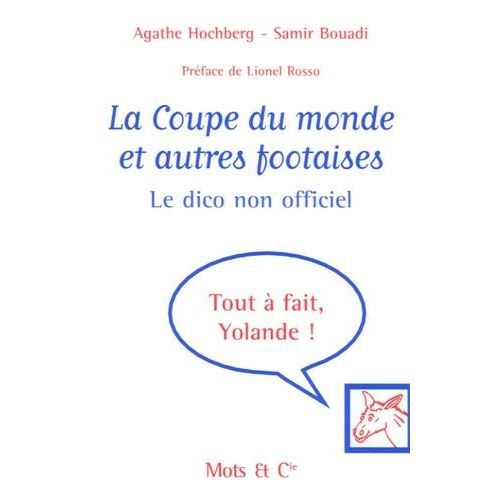 Agathe Hochberg - Samir Bouadi
Préface de Lionel Rosso
La Coupe du monde
et autres footaises
Le dico non officiel
Tout à fait,
Yolande !
Mots & Cie